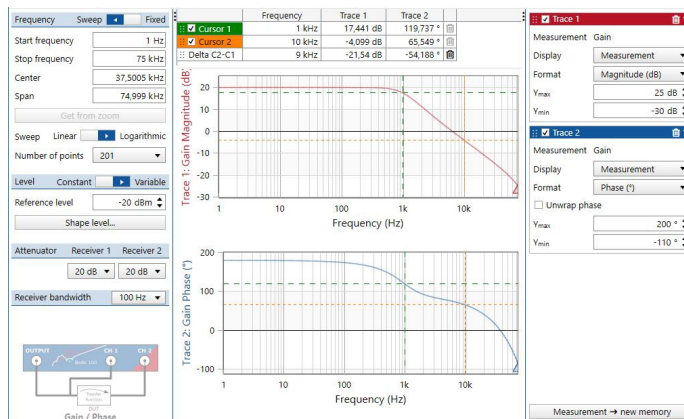 Frequency Sweep Fixed
Start frequency 1 Hz
Stop frequency 75 kHz
Center 37,5005 kHz
Span 74,999 kHz
Get from zoom
Sweep Linear Logarithmic
Number of points 201
Level Constant Variable
Reference level -20 dBm
Shape level...
Attenuator Receiver 1 Receiver 2
20 dB 20 dB
Receiver bandwidth 100 Hz
OUTPUT CH 1 CH 2
DUT
Gain / Phase
Frequency Trace 1 Trace 2
Cursor 1 1 kHz 17,441 dB 119,737 °
Cursor 2 10 kHz -4,099 dB 65,549 °
Delta C2-C1 9 kHz -21,54 dB -54,188 °
Trace 1: Gain Magnitude (dB)
20
10
0
-10
-20
-30
1 10 100 1k 10k
Frequency (Hz)
Trace 2: Gain Phase (°)
200
100
0
-100
1 10 100 1k 10k
Frequency (Hz)
Trace 1
Measurement Gain
Display Measurement
Format Magnitude (dB)
Ymax 25 dB
Ymin -30 dB
Trace 2
Measurement Gain
Display Measurement
Format Phase (°)
Unwrap phase
Ymax 200 °
Ymin -110 °
Measurement → new memory